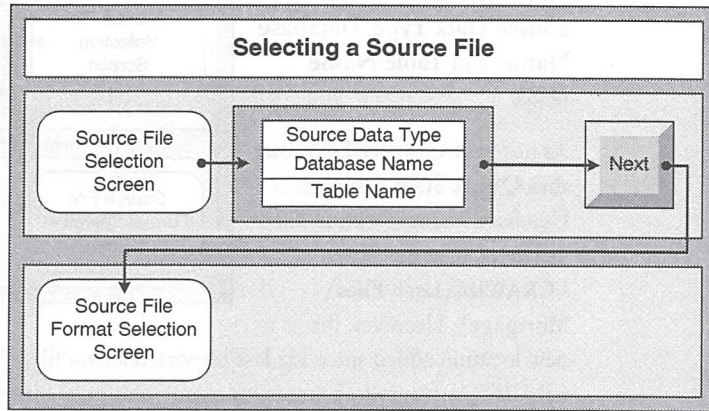 Selecting a Source File
Source File
Selection
Screen
Source Data Type
Database Name
Table Name
Next
Source File
Format Selection
Screen